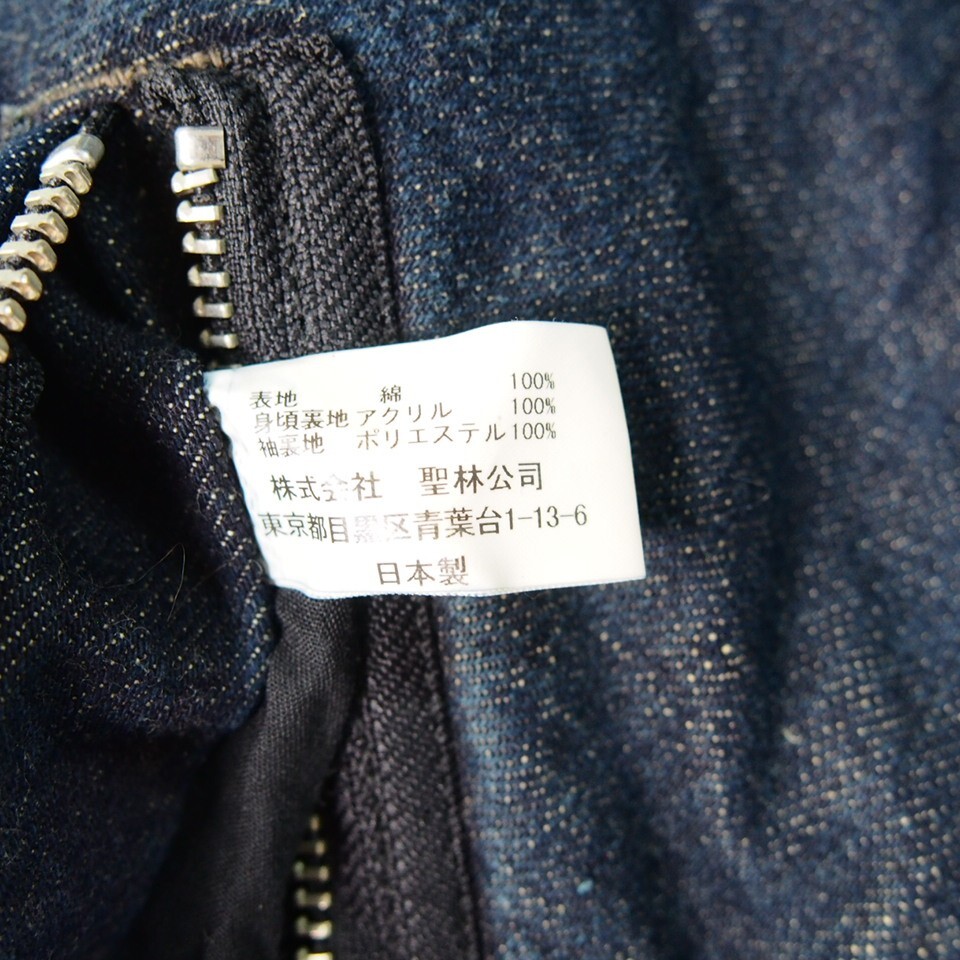 表地 綿 100%
身頃裏地 アクリル 100%
袖裏地 ポリエステル 100%
株式会社 聖林公司
東京都目黒区青葉台1-13-6
日本製